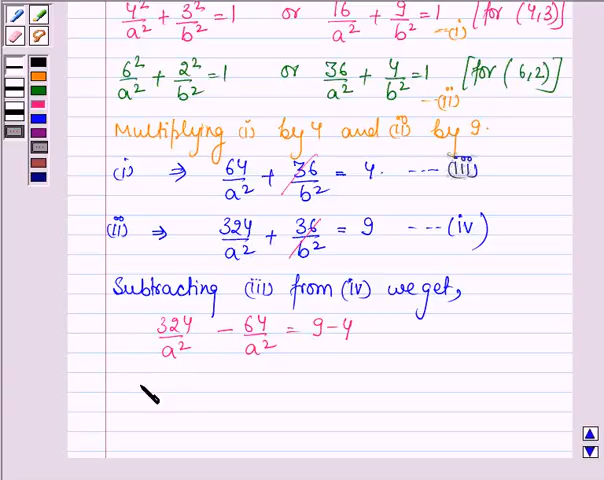 4²/a² + 3²/b² = 1 or 16/a² + 9/b² = 1 --(i) [for (4,3)]
6²/a² + 2²/b² = 1 or 36/a² + 4/b² = 1 --(ii) [for (6,2)]
Multiplying (i) by 4 and (ii) by 9.
(i) ⇒ 64/a² + 36/b² = 4. --- (iii)
(ii) ⇒ 324/a² + 36/b² = 9 --- (iv)
Subtracting (iii) from (iv) we get,
324/a² - 64/a² = 9-4